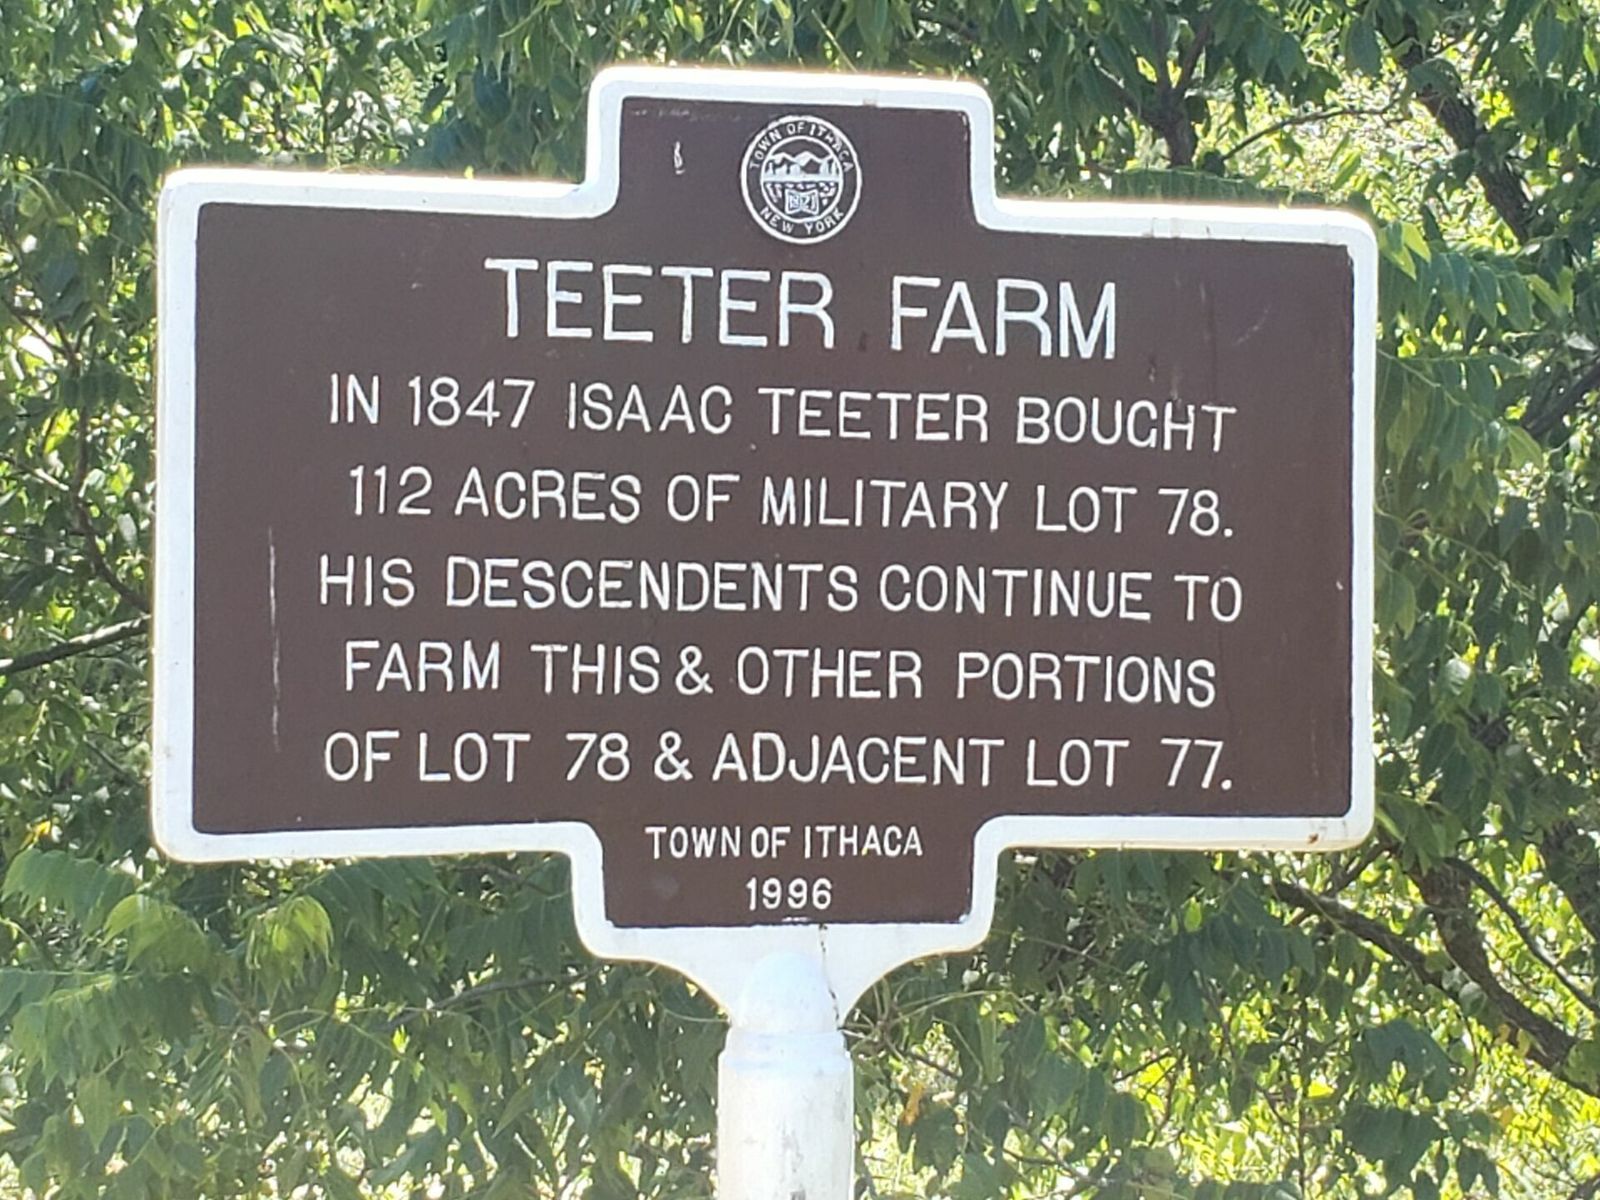 TOWN OF ITHACA
NEW YORK
TEETER FARM
IN 1847 ISAAC TEETER BOUGHT
112 ACRES OF MILITARY LOT 78.
HIS DESCENDENTS CONTINUE TO
FARM THIS & OTHER PORTIONS
OF LOT 78 & ADJACENT LOT 77.
TOWN OF ITHACA
1996